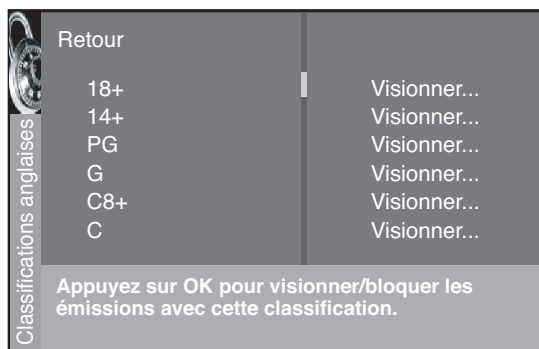 Retour
18+ Visionner...
14+ Visionner...
PG Visionner...
G Visionner...
C8+ Visionner...
C Visionner...
Appuyez sur OK pour visionner/bloquer les
émissions avec cette classification.
Classifications anglaises